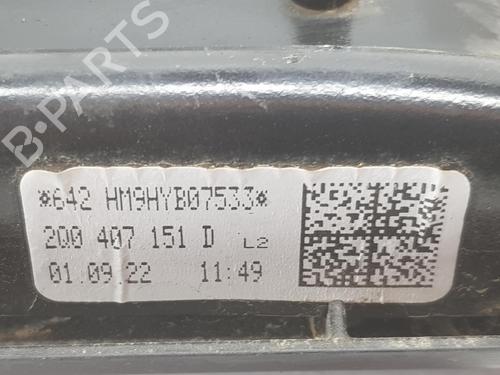 B-PARTS
*642 HM9HYB07533*
2Q0 407 151 D L2
01.09.22 11:49